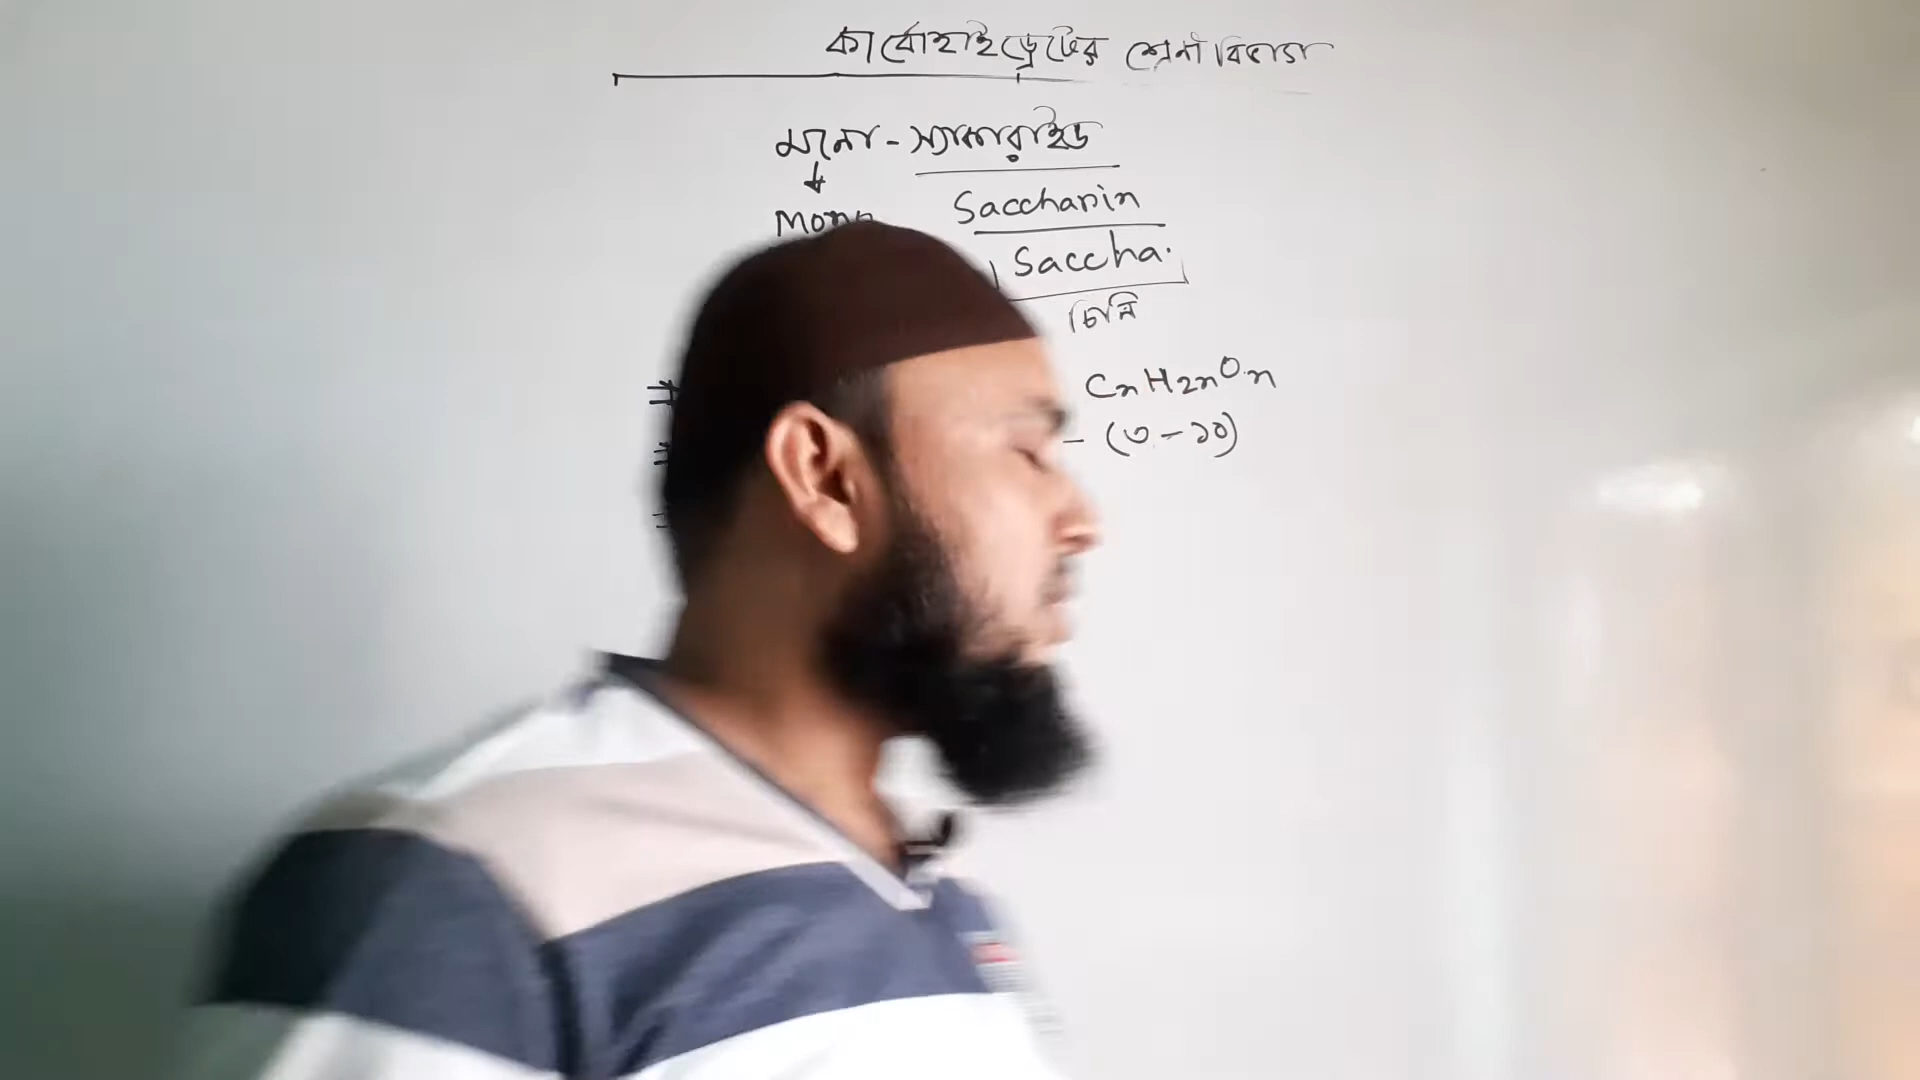 কার্বোহাইড্রেটের শ্রেনীবিভাগ
মনো - স্যাকারাইড
Saccharin
Mono
Saccha.
চিনি
# CnH2nOn
# - (৩ - ১০)
#